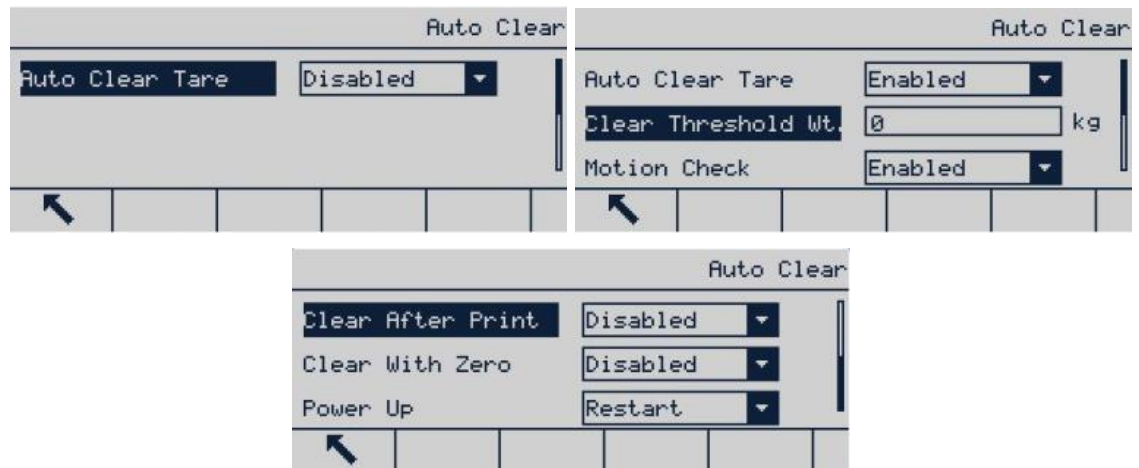 Auto Clear
Auto Clear Tare Disabled
Auto Clear
Auto Clear Tare Enabled
Clear Threshold Wt. 0 kg
Motion Check Enabled
Auto Clear
Clear After Print Disabled
Clear With Zero Disabled
Power Up Restart